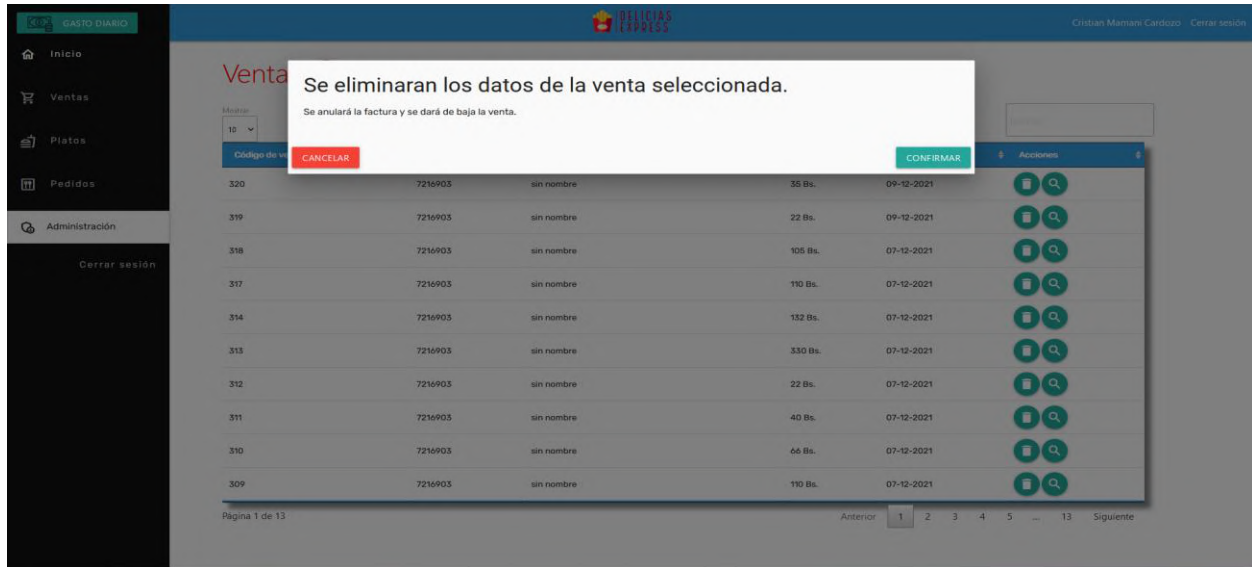 GASTO DIARIO
DELICIAS
EXPRESS
Cristian Mamani Cardozo Cerrar sesión
Inicio
Ventas
Platos
Pedidos
Administración
Cerrar sesión
Venta
Se eliminaran los datos de la venta seleccionada.
Se anulará la factura y se dará de baja la venta.
CANCELAR
CONFIRMAR
Mostrar
10
Código de ve
Acciones
320 7216903 sin nombre 35 Bs. 09-12-2021
319 7216903 sin nombre 22 Bs. 09-12-2021
318 7216903 sin nombre 105 Bs. 07-12-2021
317 7216903 sin nombre 110 Bs. 07-12-2021
314 7216903 sin nombre 132 Bs. 07-12-2021
313 7216903 sin nombre 330 Bs. 07-12-2021
312 7216903 sin nombre 22 Bs. 07-12-2021
311 7216903 sin nombre 40 Bs. 07-12-2021
310 7216903 sin nombre 66 Bs. 07-12-2021
309 7216903 sin nombre 110 Bs. 07-12-2021
Página 1 de 13
Anterior 1 2 3 4 5 ... 13 Siguiente